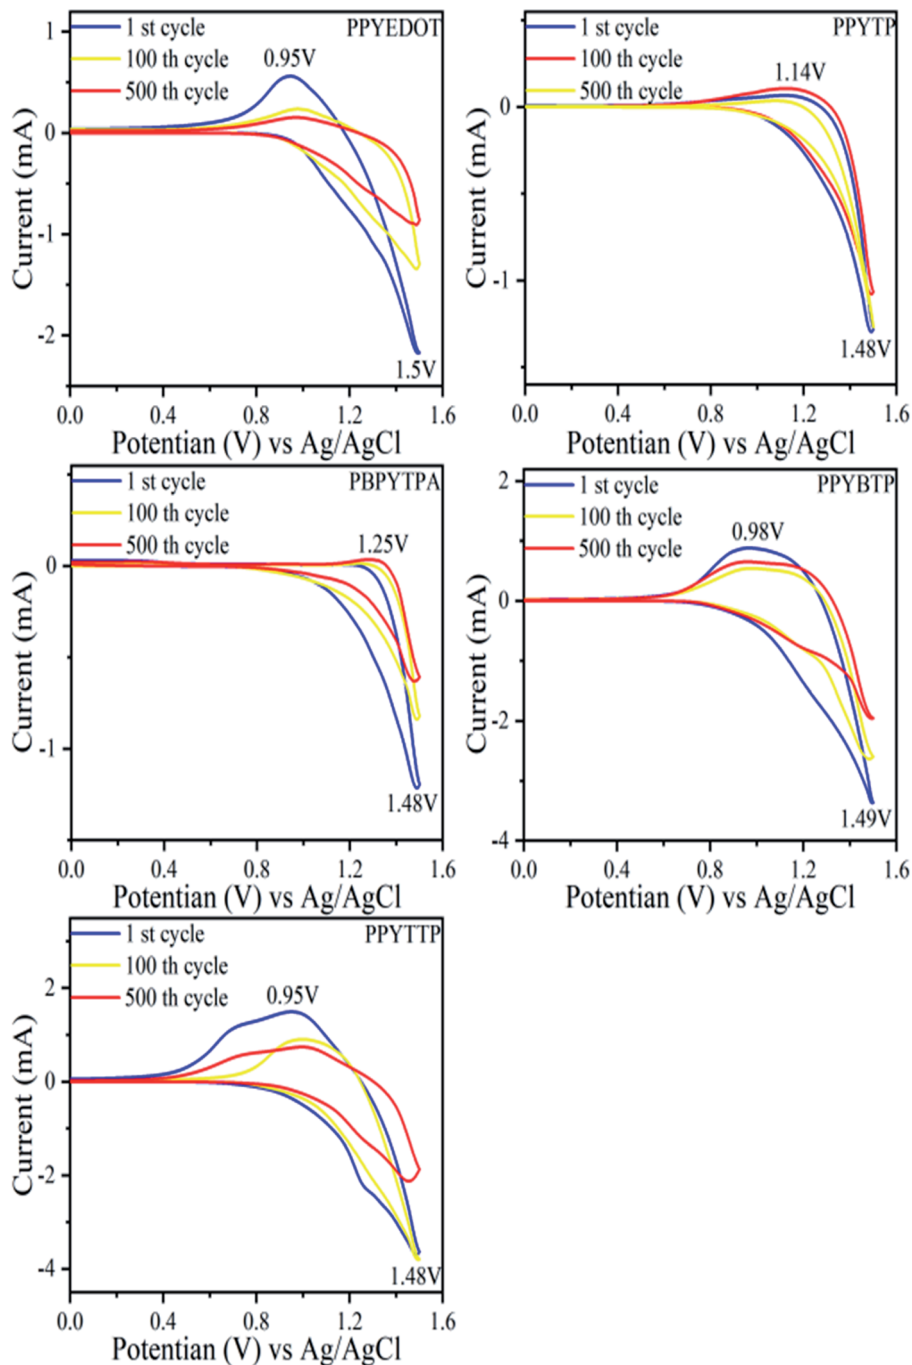 1 st cycle PPYEDOT
100 th cycle 0.95V
500 th cycle
1
0
-1
-2
Current (mA)
1.5V
0.0 0.4 0.8 1.2 1.6
Potentian (V) vs Ag/AgCl
1 st cycle PPYTP
100 th cycle
1.14V
500 th cycle
0
-1
Current (mA)
1.48V
0.0 0.4 0.8 1.2 1.6
Potentian (V) vs Ag/AgCl
1 st cycle PBPYTPA
100 th cycle
500 th cycle 1.25V
0
-1
Current (mA)
1.48V
0.0 0.4 0.8 1.2 1.6
Potentian (V) vs Ag/AgCl
1 st cycle PPYBTP
100 th cycle 0.98V
500 th cycle
2
0
-2
-4
Current (mA)
1.49V
0.0 0.4 0.8 1.2 1.6
Potentian (V) vs Ag/AgCl
1 st cycle PPYTTP
100 th cycle
500 th cycle 0.95V
2
0
-2
-4
Current (mA)
1.48V
0.0 0.4 0.8 1.2 1.6
Potentian (V) vs Ag/AgCl